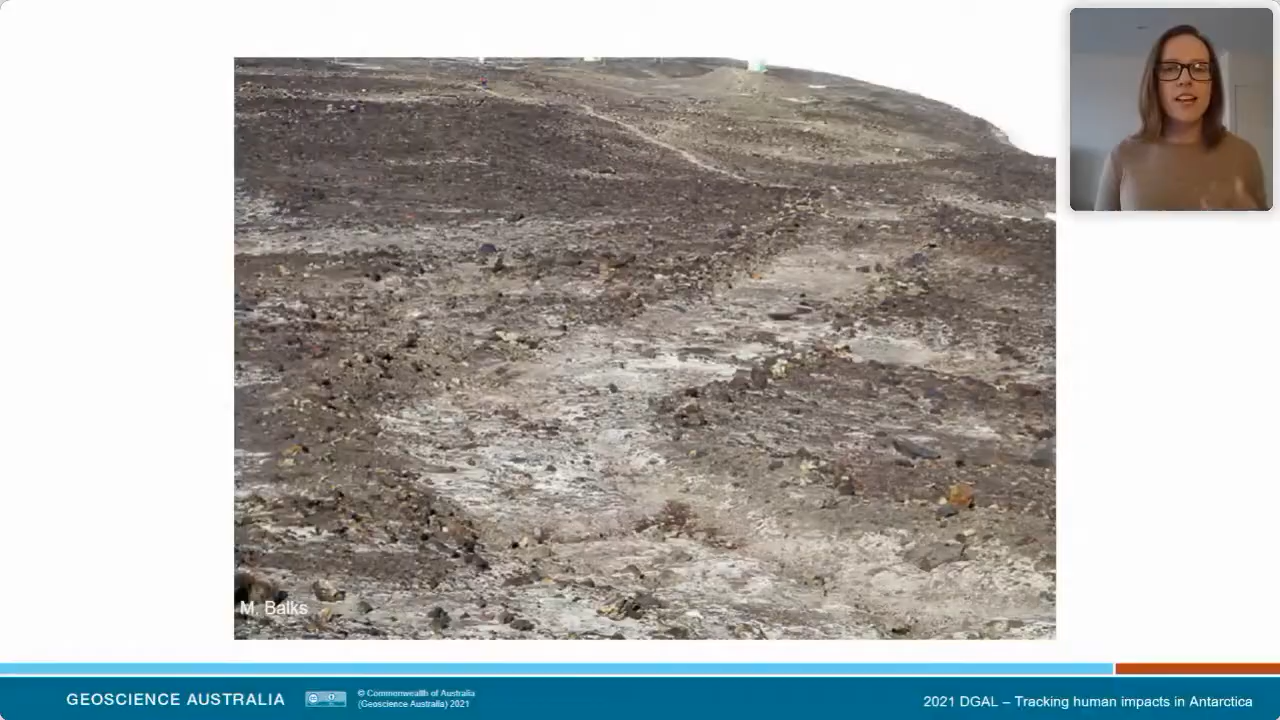 M. Balks
GEOSCIENCE AUSTRALIA
© Commonwealth of Australia
(Geoscience Australia) 2021
2021 DGAL – Tracking human impacts in Antarctica